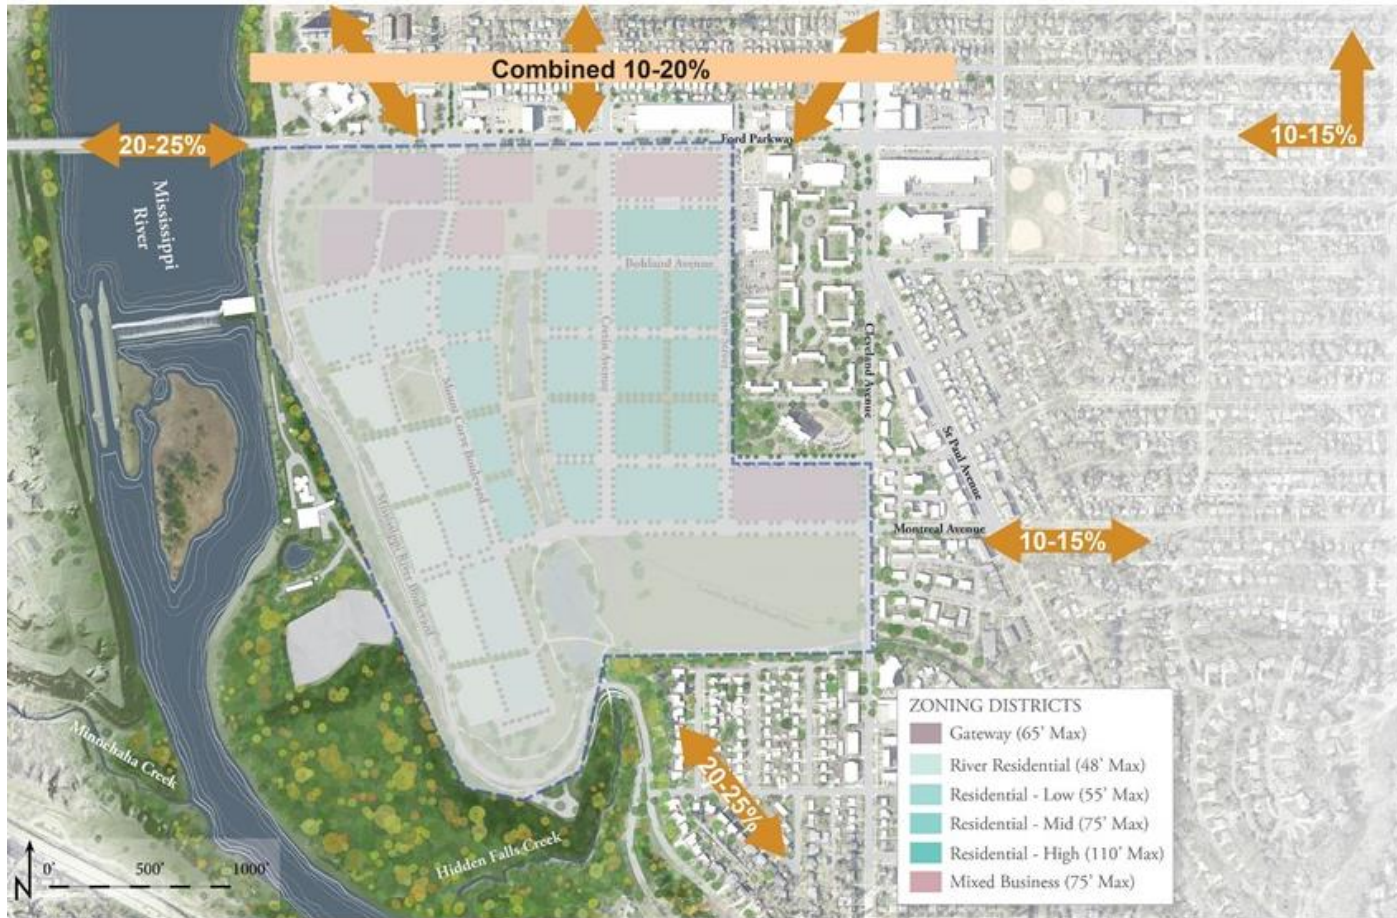 Combined 10-20%
20-25%
Ford Parkway
10-15%
Mississippi
River
Bohland Avenue
Cretin Avenue
Cleveland Avenue
Mount Curve Boulevard
St Paul Avenue
Mississippi River Boulevard
Montreal Avenue
10-15%
20-25%
Minnehaha Creek
Hidden Falls Creek
N
0'
500'
1000'
ZONING DISTRICTS
Gateway (65' Max)
River Residential (48' Max)
Residential - Low (55' Max)
Residential - Mid (75' Max)
Residential - High (110' Max)
Mixed Business (75' Max)